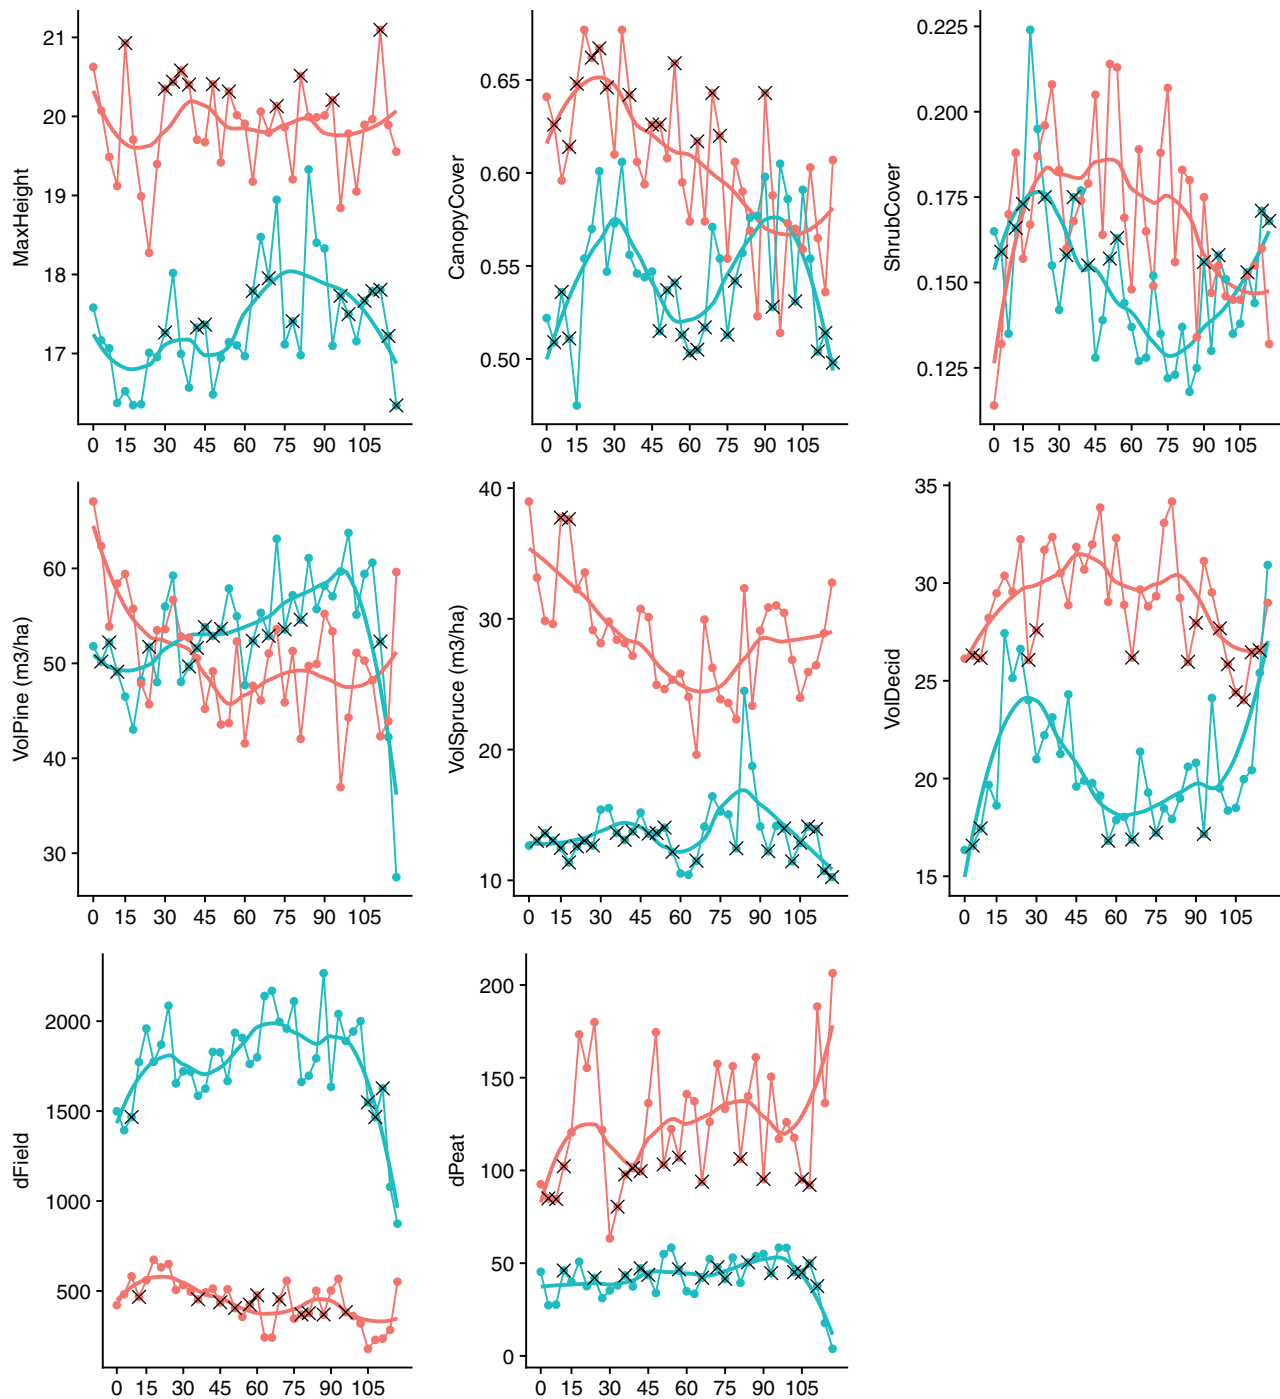 MaxHeight
21
20
19
18
17
0 15 30 45 60 75 90 105
CanopyCover
0.65
0.60
0.55
0.50
0 15 30 45 60 75 90 105
ShrubCover
0.225
0.200
0.175
0.150
0.125
0 15 30 45 60 75 90 105
VolPine (m3/ha)
60
50
40
30
0 15 30 45 60 75 90 105
VolSpruce (m3/ha)
40
30
20
10
0 15 30 45 60 75 90 105
VolDecid
35
30
25
20
15
0 15 30 45 60 75 90 105
dField
2000
1500
1000
500
0 15 30 45 60 75 90 105
dPeat
200
150
100
50
0
0 15 30 45 60 75 90 105